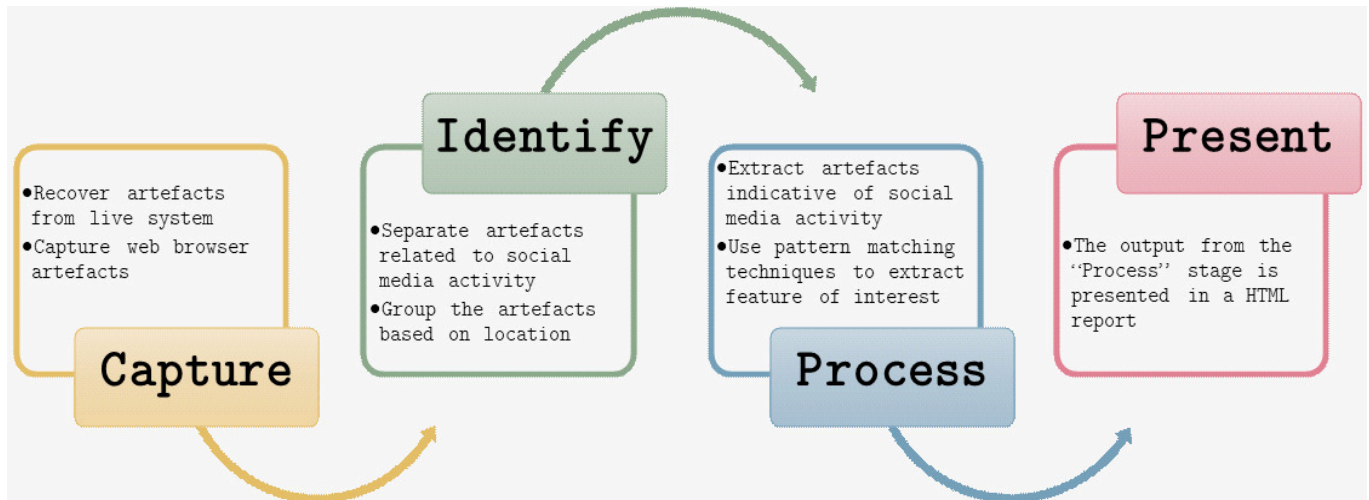 Capture
●Recover artefacts
from live system
●Capture web browser
artefacts
Identify
●Separate artefacts
related to social
media activity
●Group the artefacts
based on location
Process
●Extract artefacts
indicative of social
media activity
●Use pattern matching
techniques to extract
feature of interest
Present
●The output from the
“Process” stage is
presented in a HTML
report